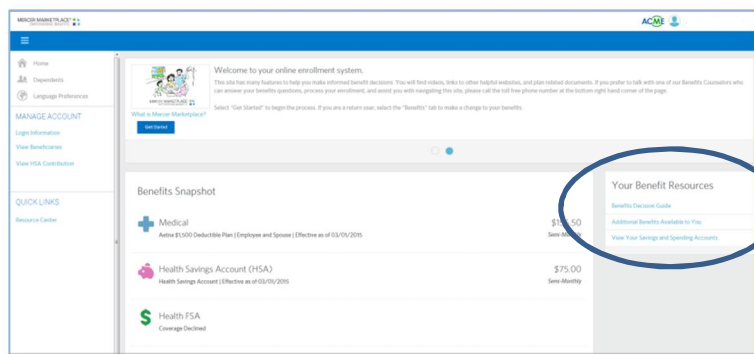 MERCER MARKETPLACE
ACME
Home
Dependents
Language Preferences
MANAGE ACCOUNT
Login Information
View Beneficiaries
View HSA Contribution
QUICK LINKS
Resource Center
MERCER MARKETPLACE
What is Mercer Marketplace?
Get Started
Welcome to your online enrollment system.
This site has many features to help you make informed benefit decisions. You will find videos, links to other helpful websites, and plan related documents. If you prefer to talk with one of our Benefits Counselors who
can answer your benefits questions, process your enrollment, and assist you with navigating this site, please call the toll free phone number at the bottom right hand corner of the page.
Select "Get Started" to begin the process. If you are a return user, select the "Benefits" tab to make a change to your benefits.
Benefits Snapshot
Medical
Aetna $1,500 Deductible Plan | Employee and Spouse | Effective as of 03/01/2015
Semi-Monthly
Health Savings Account (HSA)
$75.00
Health Savings Account | Effective as of 03/01/2015
Semi-Monthly
Health FSA
Coverage Declined
Your Benefit Resources
Benefits Decision Guide
Additional Benefits Available to You
View Your Savings and Spending Accounts